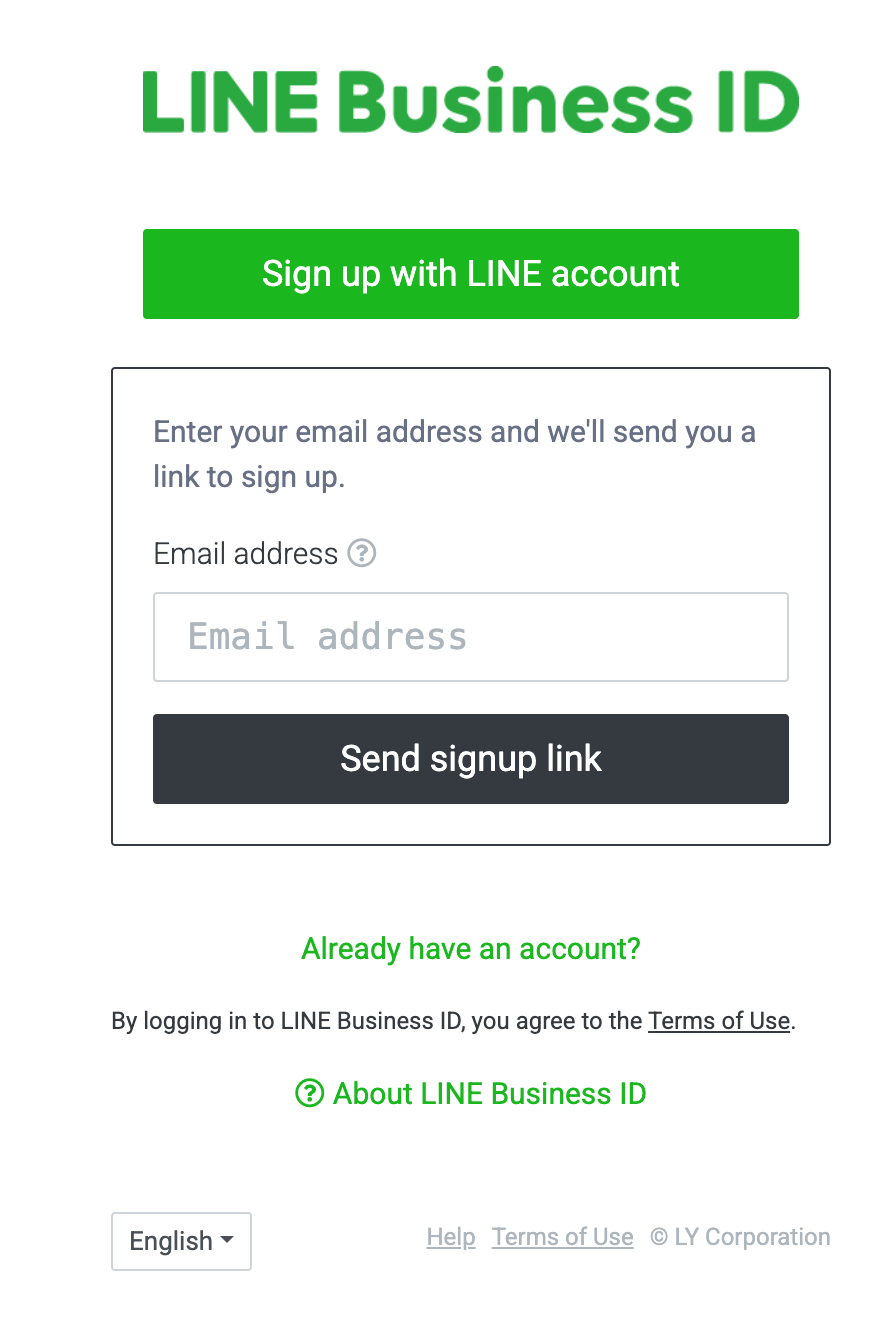 LINE Business ID
Sign up with LINE account
Enter your email address and we'll send you a
link to sign up.
Email address ?
Email address
Send signup link
Already have an account?
By logging in to LINE Business ID, you agree to the Terms of Use.
? About LINE Business ID
English
Help Terms of Use © LY Corporation